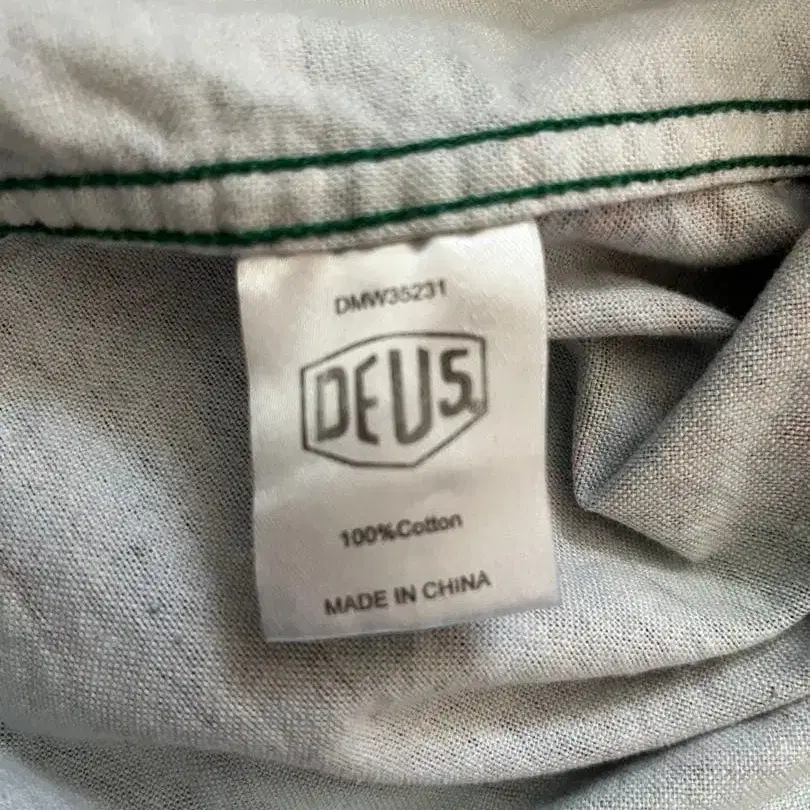 DMW35231
DEUS
100%Cotton
MADE IN CHINA